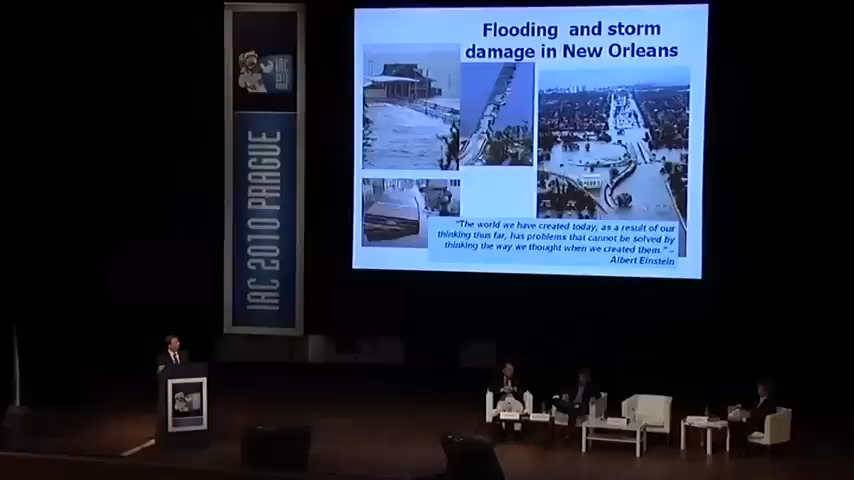 Flooding and storm
damage in New Orleans
"The world we have created today, as a result of our
thinking thus far, has problems that cannot be solved by
thinking the way we thought when we created them." –
Albert Einstein
IAC 2010 PRAGUE